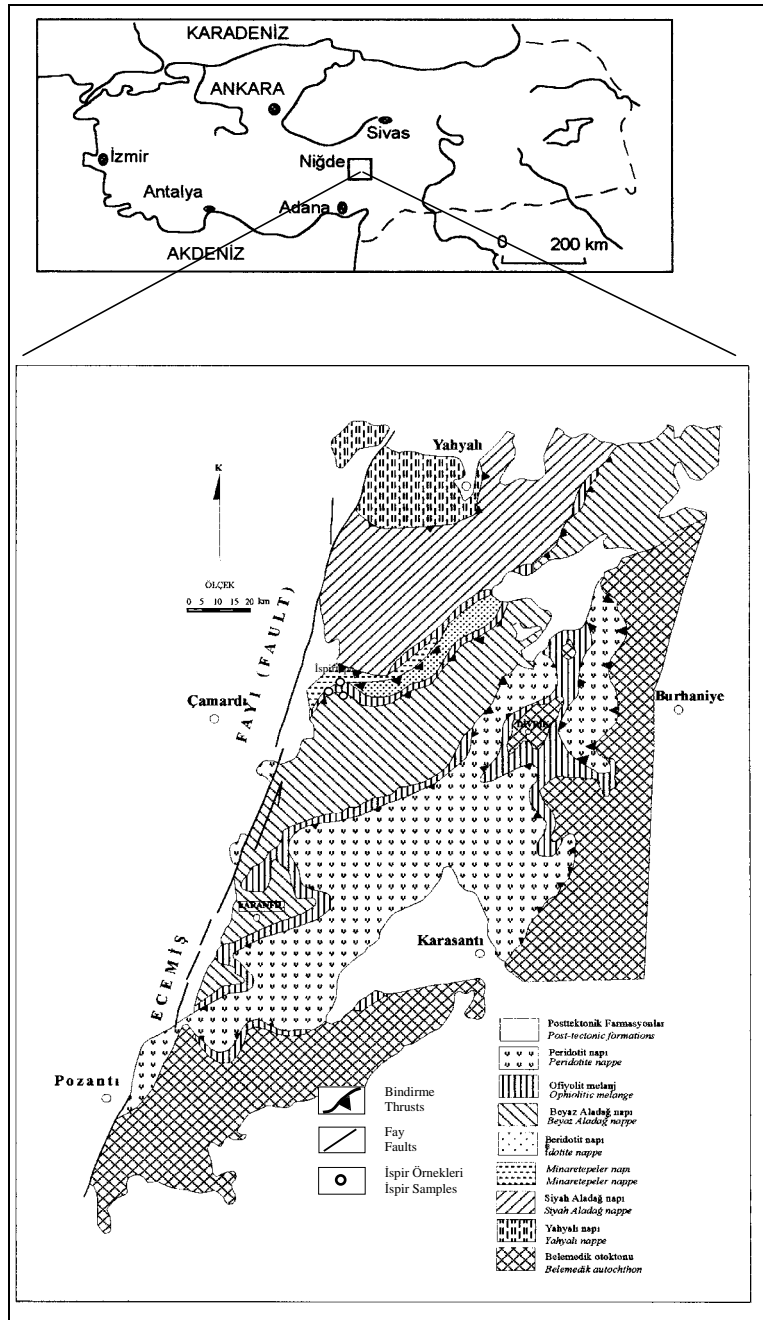 KARADENİZ
ANKARA
Sivas
İzmir
Niğde
Antalya
Adana
0 200 km
AKDENİZ
Yahyalı
K
ÖLÇEK
0 5 10 15 20 km
FAYI (FAULT)
Çamardı
Burhaniye
ECEMİŞ
Karasantı
Pozantı
Bindirme
Thrusts
Fay
Faults
İspir Örnekleri
İspir Samples
Posttektonik Farmasyonlar
Post-tectonic formations
Peridotit napı
Peridotite nappe
Ofiyolit melanj
Ophiolitic melange
Beyaz Aladağ napı
Beyaz Aladağ nappe
napı
nappe
Minaretepeler napı
Minaretepeler nappe
Siyah Aladağ napı
Siyah Aladağ nappe
Yahyalı napı
Yahyalı nappe
Belemedik otoktonu
Belemedik autochthon